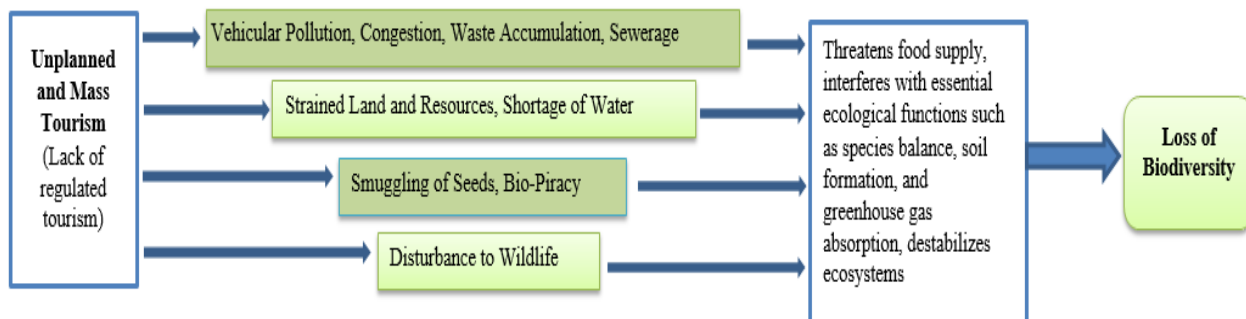 Unplanned
and Mass
Tourism
(Lack of
regulated
tourism)
Vehicular Pollution, Congestion, Waste Accumulation, Sewerage
Strained Land and Resources, Shortage of Water
Smuggling of Seeds, Bio-Piracy
Disturbance to Wildlife
Threatens food supply,
interferes with essential
ecological functions such
as species balance, soil
formation, and
greenhouse gas
absorption, destabilizes
ecosystems
Loss of
Biodiversity